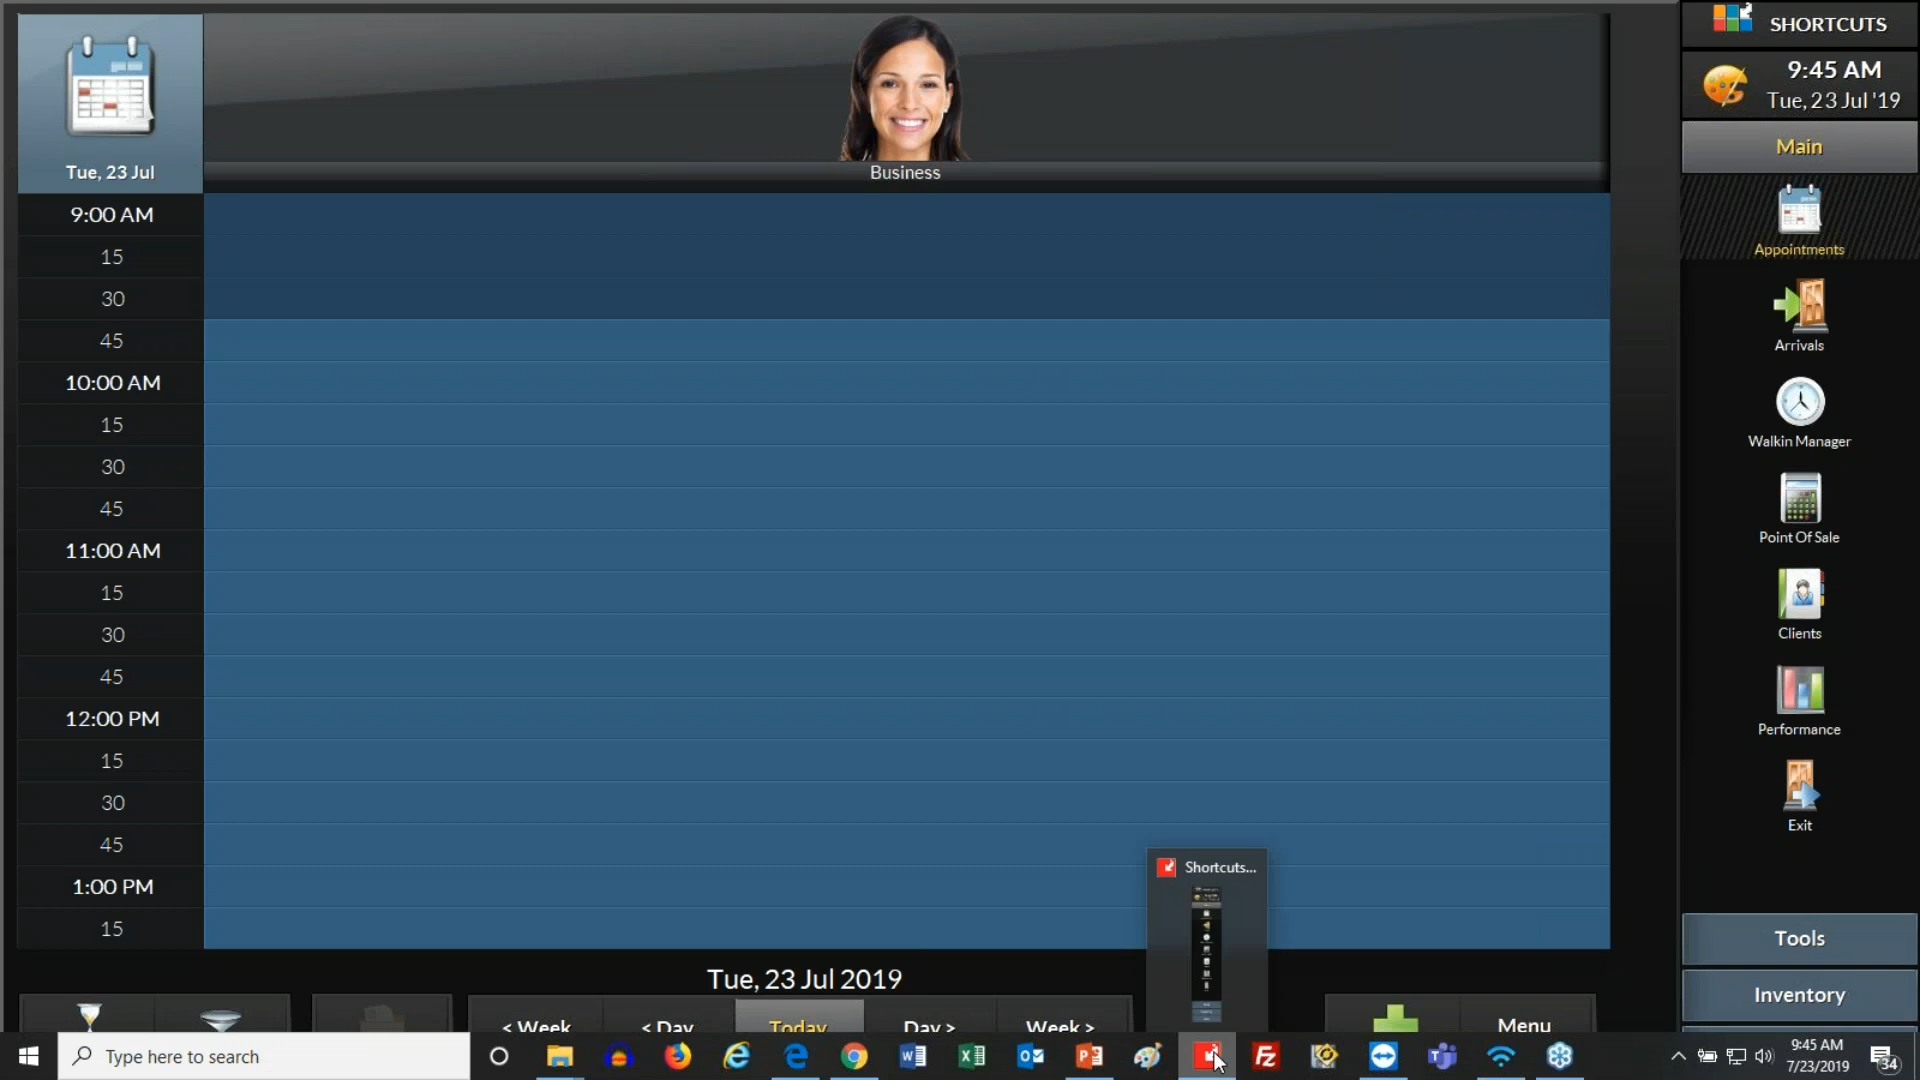 Tue, 23 Jul
Business
9:00 AM
15
30
45
10:00 AM
15
30
45
11:00 AM
15
30
45
12:00 PM
15
30
45
1:00 PM
15
Tue, 23 Jul 2019
< Week
< Day
Today
Day >
Week >
Menu
Shortcuts...
SHORTCUTS
9:45 AM
Tue, 23 Jul '19
Main
Appointments
Arrivals
Walkin Manager
Point Of Sale
Clients
Performance
Exit
Tools
Inventory
Type here to search
9:45 AM
7/23/2019
34